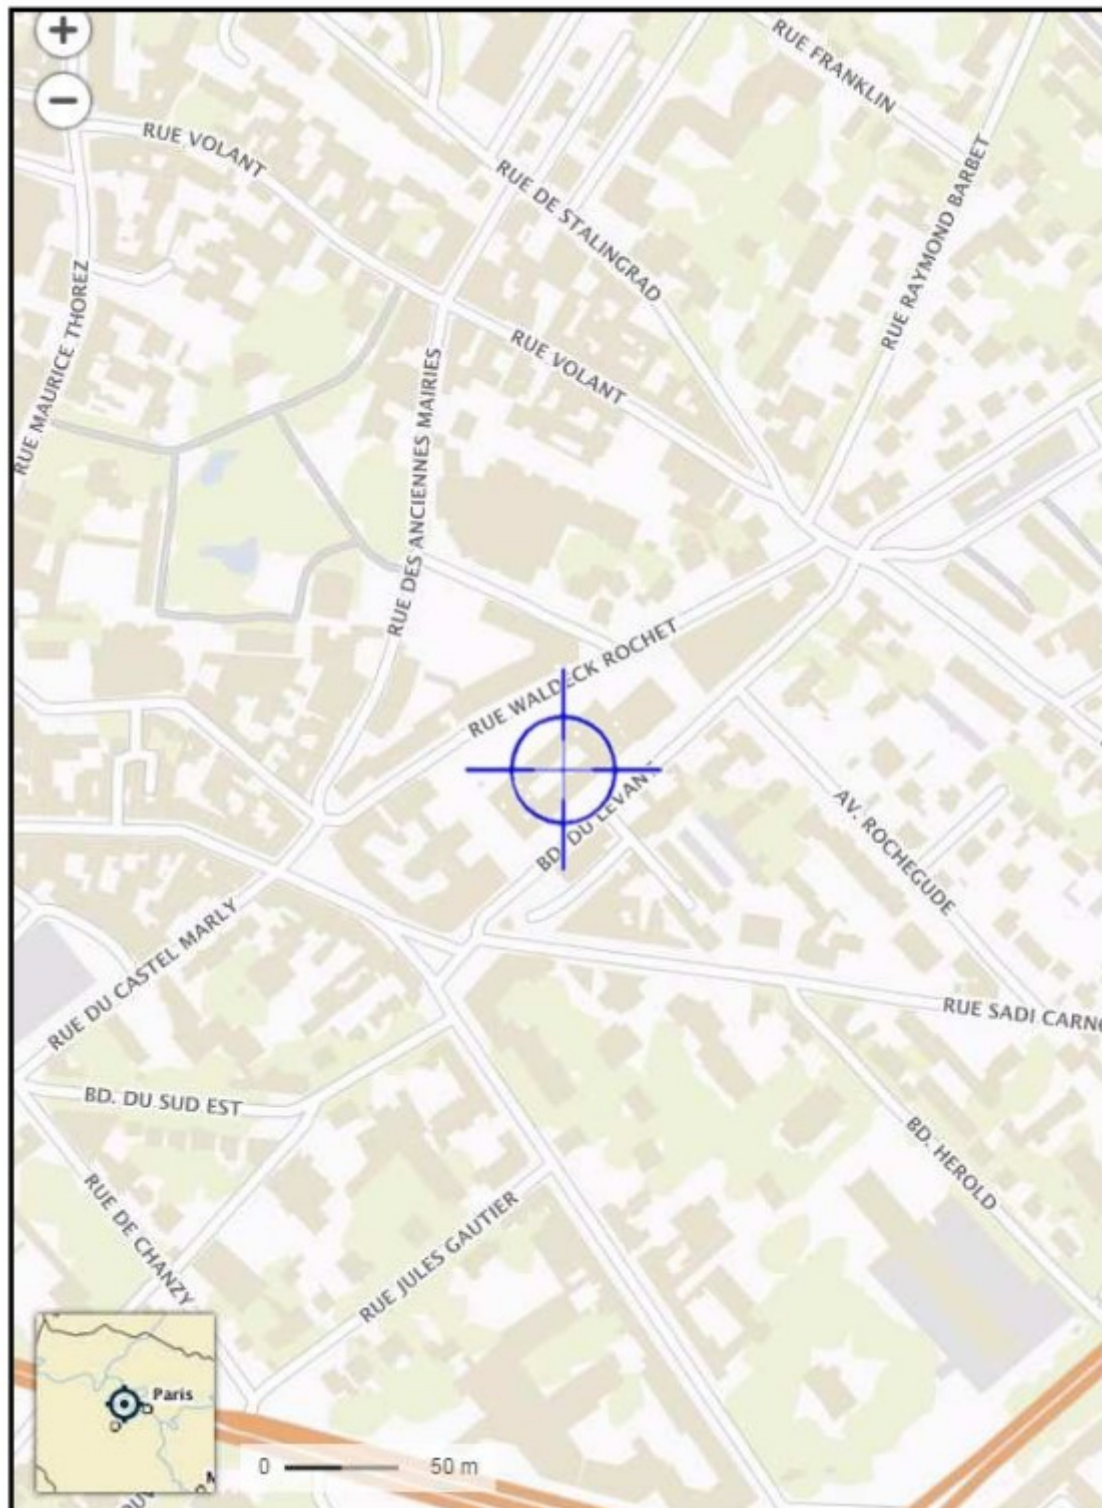 +
−
RUE FRANKLIN
RUE VOLANT
RUE DE STALINGRAD
RUE RAYMOND BARBET
RUE MAURICE THOREZ
RUE VOLANT
RUE DES ANCIENNES MAIRIES
RUE WALDECK ROCHET
BD. DU LEVANT
AV. ROCHEGUDE
RUE DU CASTEL MARLY
RUE SADI CARNO
BD. DU SUD EST
BD. HEROLD
RUE DE CHANZY
RUE JULES GAUTIER
Paris
0 50 m